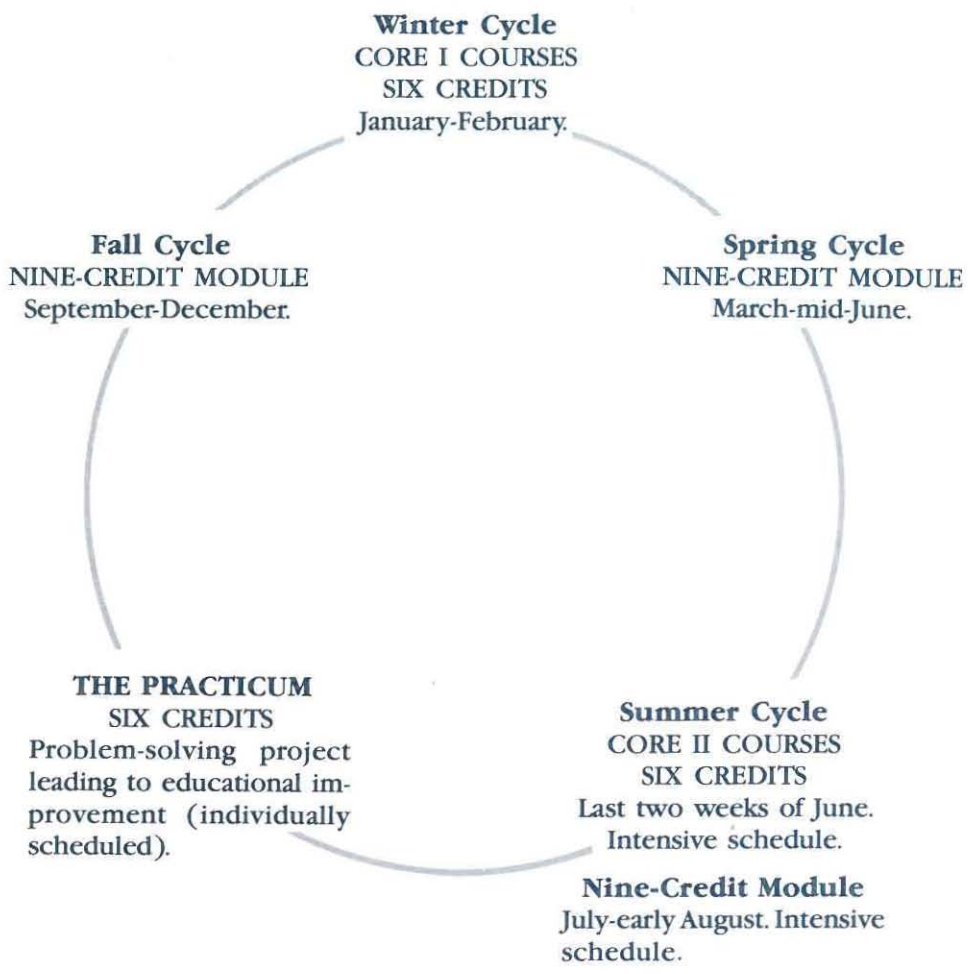 Winter Cycle
CORE I COURSES
SIX CREDITS
January-February.
Fall Cycle
NINE-CREDIT MODULE
September-December.
Spring Cycle
NINE-CREDIT MODULE
March-mid-June.
THE PRACTICUM
SIX CREDITS
Problem-solving project
leading to educational im-
provement (individually
scheduled).
Summer Cycle
CORE II COURSES
SIX CREDITS
Last two weeks of June.
Intensive schedule.
Nine-Credit Module
July-early August. Intensive
schedule.